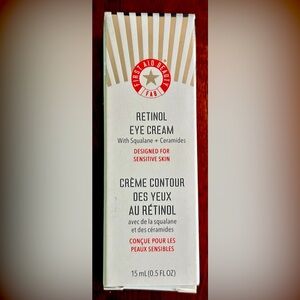 FIRST AID BEAUTY
FAB
RETINOL
EYE CREAM
With Squalane + Ceramides
DESIGNED FOR
SENSITIVE SKIN
CRÈME CONTOUR
DES YEUX
AU RÉTINOL
avec de la squalane
et des céramides
CONÇUE POUR LES
PEAUX SENSIBLES
15 mL (0.5 FL OZ)